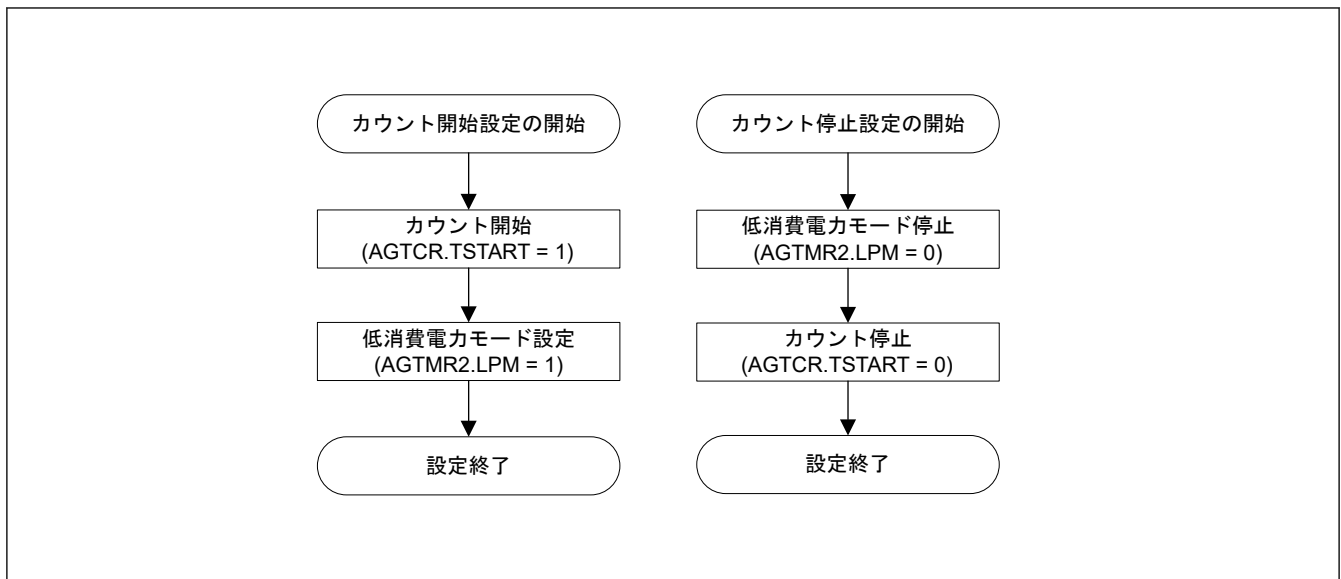 カウント開始設定の開始
カウント開始
(AGTCR.TSTART = 1)
低消費電力モード設定
(AGTMR2.LPM = 1)
設定終了
カウント停止設定の開始
低消費電力モード停止
(AGTMR2.LPM = 0)
カウント停止
(AGTCR.TSTART = 0)
設定終了